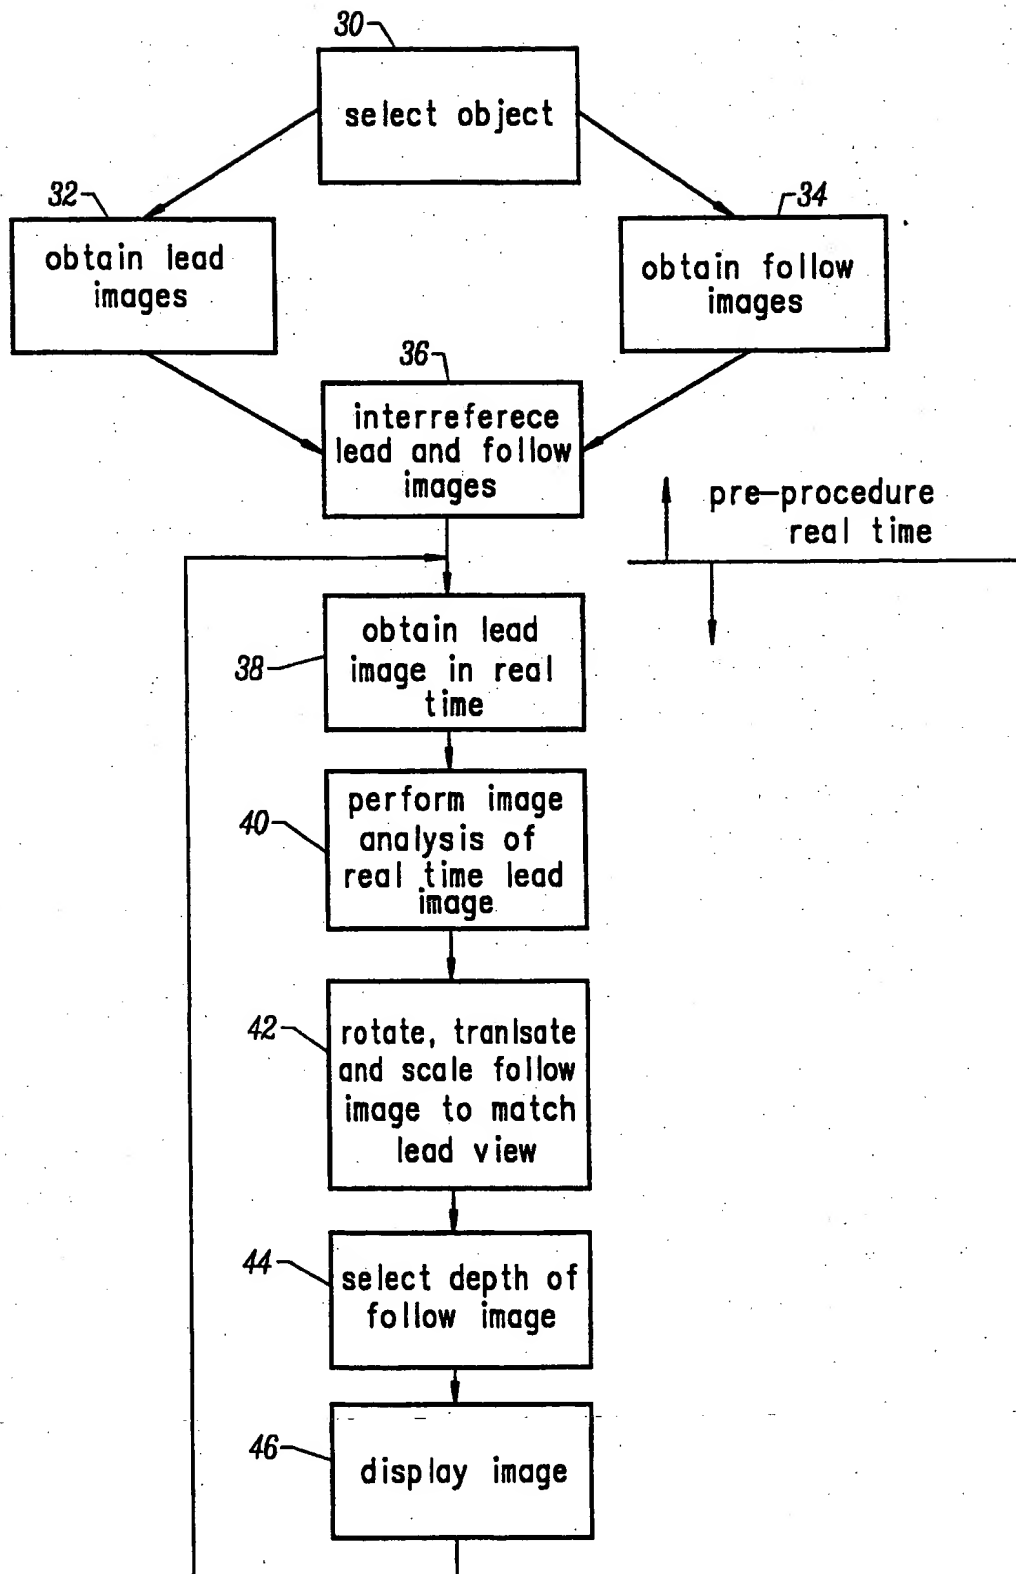 30
select object
32
obtain lead
images
34
obtain follow
images
36
interreferece
lead and follow
images
pre-procedure
real time
38
obtain lead
image in real
time
40
perform image
analysis of
real time lead
image
42
rotate, tranlsate
and scale follow
image to match
lead view
44
select depth of
follow image
46
display image